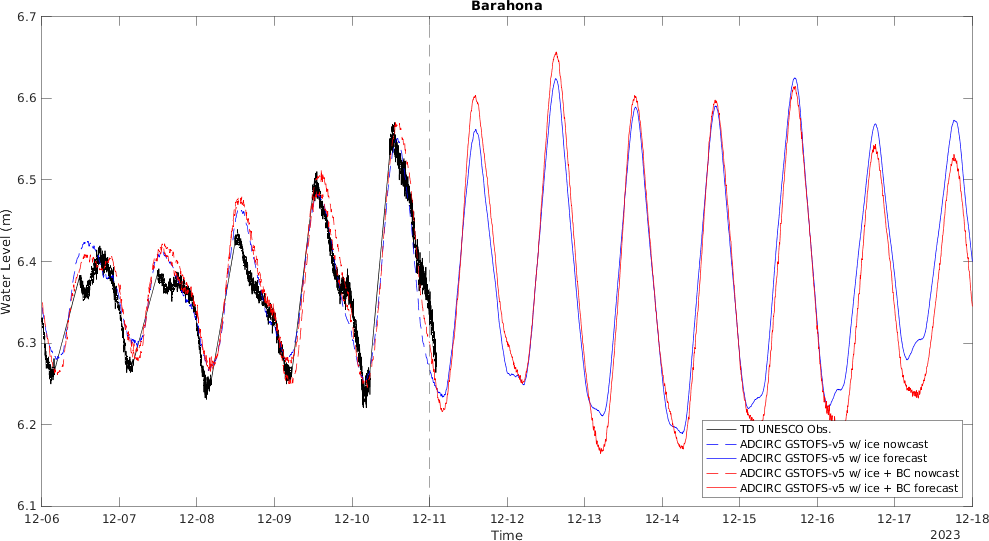 Barahona
6.7
6.6
6.5
6.4
6.3
6.2
6.1
Water Level (m)
TD UNESCO Obs.
ADCIRC GSTOFS-v5 w/ ice nowcast
ADCIRC GSTOFS-v5 w/ ice forecast
ADCIRC GSTOFS-v5 w/ ice + BC nowcast
ADCIRC GSTOFS-v5 w/ ice + BC forecast
12-06 12-07 12-08 12-09 12-10 12-11 12-12 12-13 12-14 12-15 12-16 12-17 12-18
Time
2023